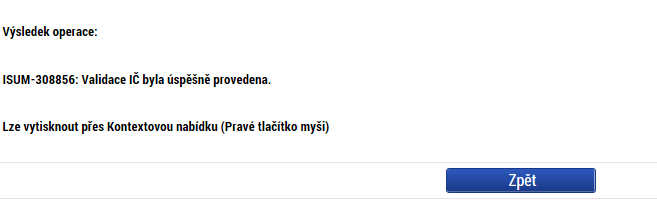 Výsledek operace:
ISUM-308856: Validace IČ byla úspěšně provedena.
Lze vytisknout přes Kontextovou nabídku (Pravé tlačítko myši)
Zpět